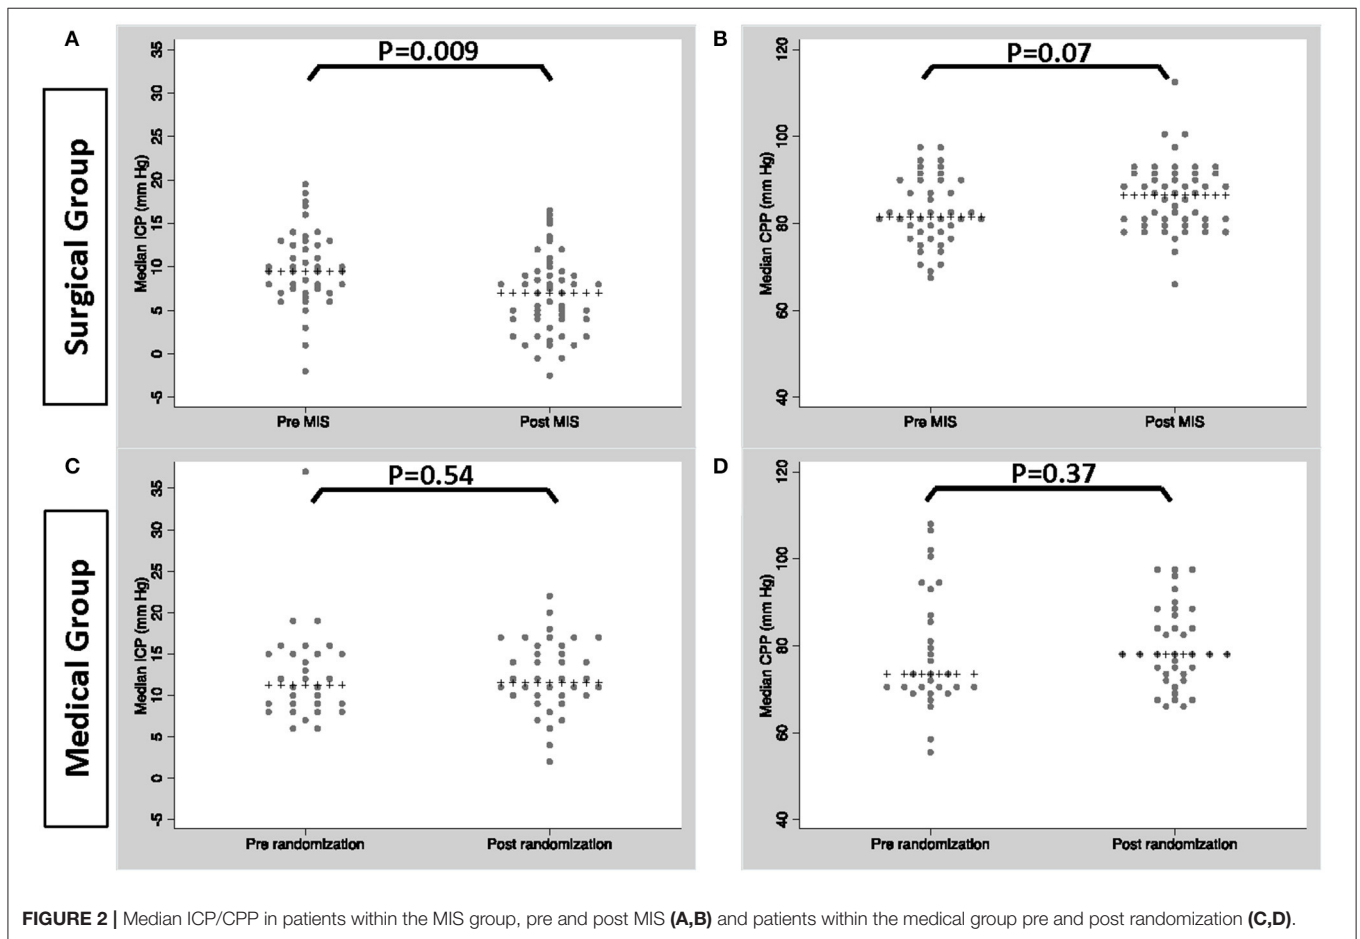 A
P=0.009
Surgical Group
Median ICP (mm Hg)
35
30
25
20
15
10
5
0
-5
Pre MIS
Post MIS
B
P=0.07
Median CPP (mm Hg)
120
100
80
60
40
Pre MIS
Post MIS
C
P=0.54
Medical Group
Median ICP (mm Hg)
35
30
25
20
15
10
5
0
-5
Pre randomization
Post randomization
D
P=0.37
Median CPP (mm Hg)
120
100
80
60
40
Pre randomization
Post randomization
FIGURE 2 | Median ICP/CPP in patients within the MIS group, pre and post MIS (A,B) and patients within the medical group pre and post randomization (C,D).